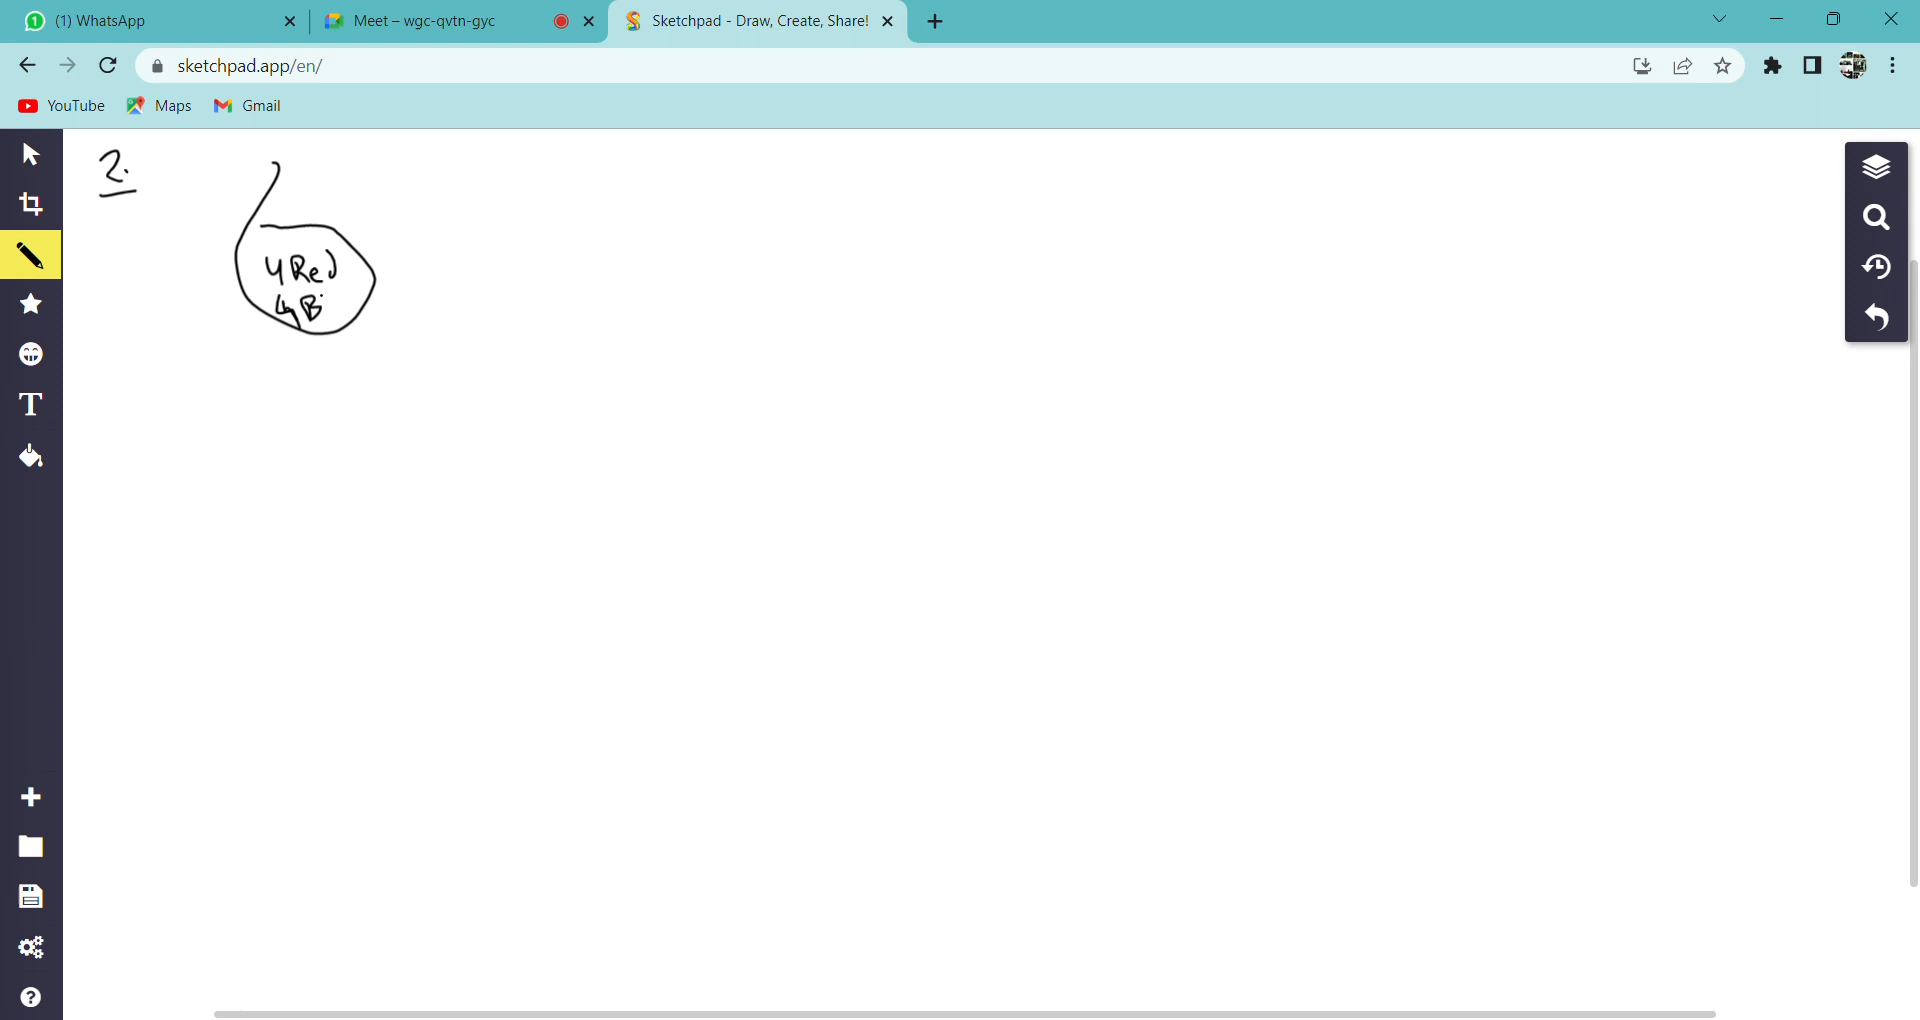 (1) WhatsApp
Meet – wgc-qvtn-gyc
Sketchpad - Draw, Create, Share!
sketchpad.app/en/
YouTube
Maps
Gmail
2.
4 Red
4 B
T